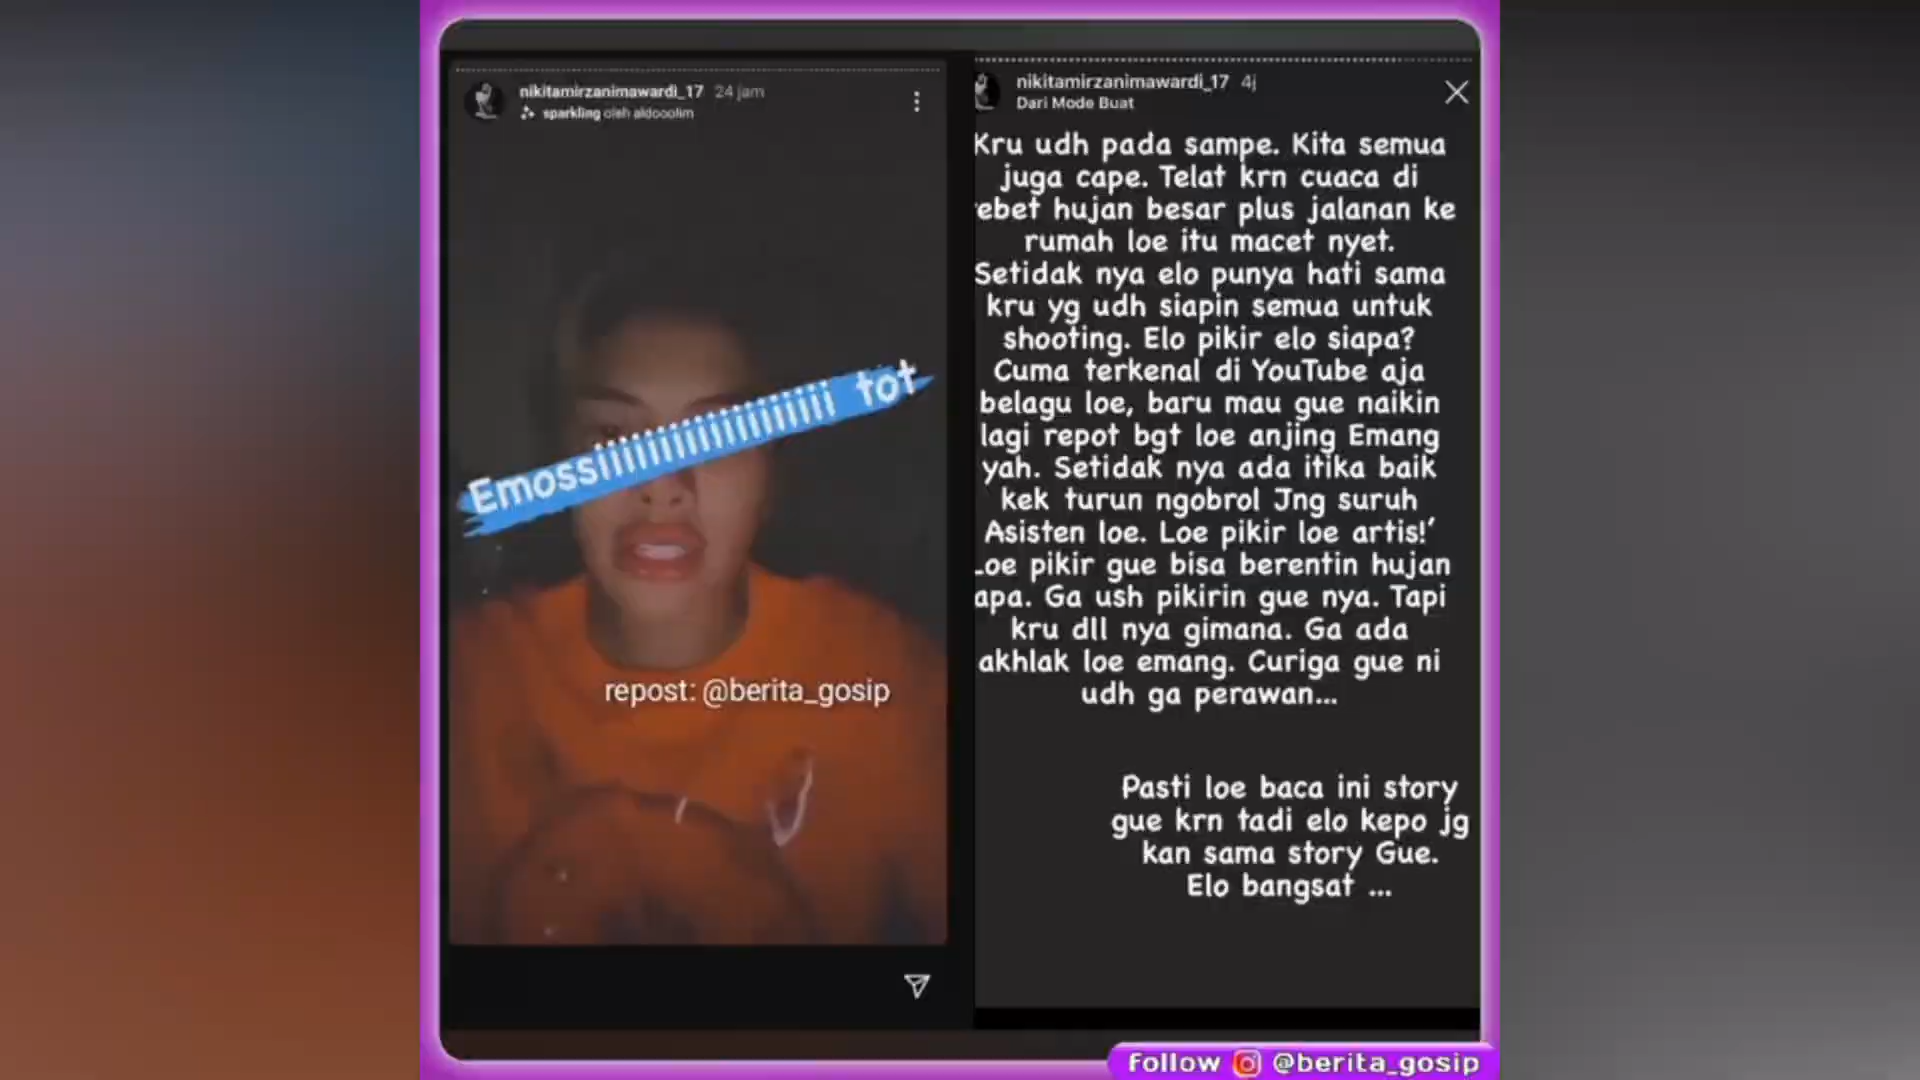 nikitamirzanimawardi_17 24 jam
sparkling oleh aldooolim
Emossiiiiiiiiiiiiiiiiiii tot
repost: @berita_gosip
nikitamirzanimawardi_17 4j
Dari Mode Buat
Kru udh pada sampe. Kita semua
juga cape. Telat krn cuaca di
rebet hujan besar plus jalanan ke
rumah loe itu macet nyet.
Setidak nya elo punya hati sama
kru yg udh siapin semua untuk
shooting. Elo pikir elo siapa?
Cuma terkenal di YouTube aja
belagu loe, baru mau gue naikin
lagi repot bgt loe anjing Emang
yah. Setidak nya ada itika baik
kek turun ngobrol Jng suruh
Asisten loe. Loe pikir loe artis!'
Loe pikir gue bisa berentin hujan
apa. Ga ush pikirin gue nya. Tapi
kru dll nya gimana. Ga ada
akhlak loe emang. Curiga gue ni
udh ga perawan...
Pasti loe baca ini story
gue krn tadi elo kepo jg
kan sama story Gue.
Elo bangsat ...
follow @berita_gosip